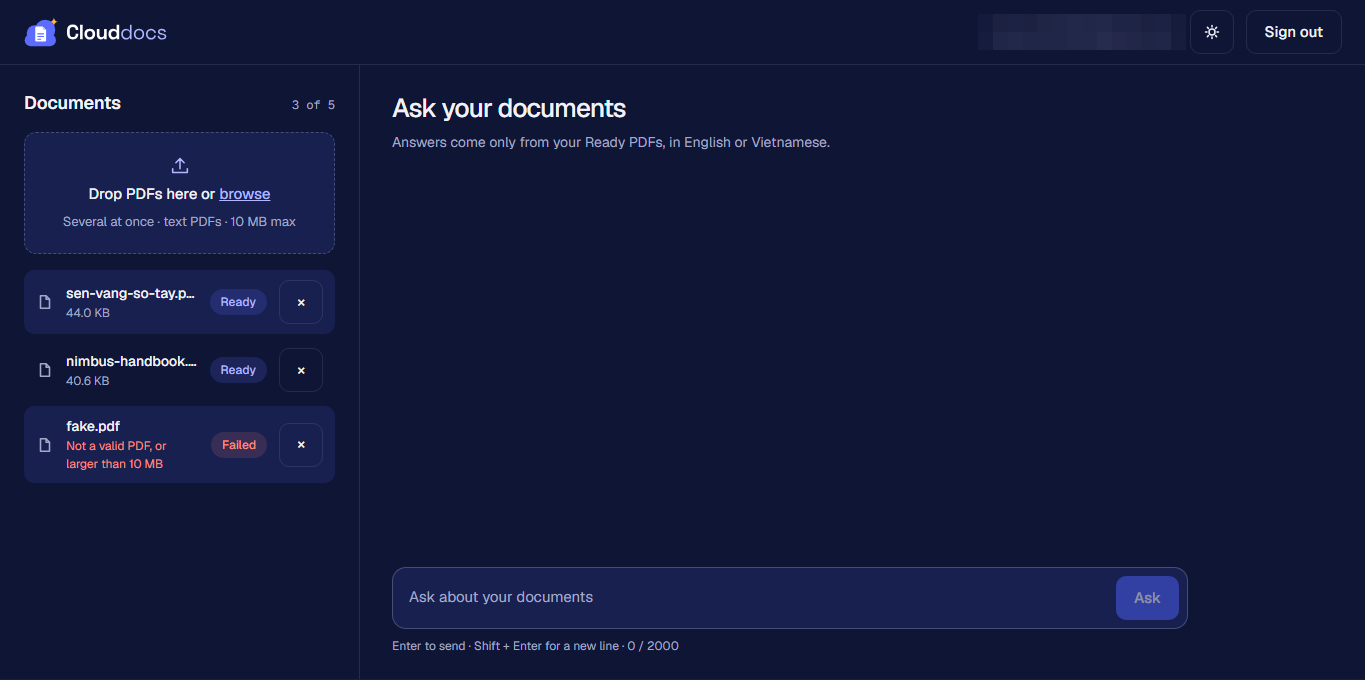 Clouddocs
Sign out
Documents
3 of 5
Drop PDFs here or browse
Several at once · text PDFs · 10 MB max
sen-vang-so-tay.p...
44.0 KB
Ready
×
nimbus-handbook....
40.6 KB
Ready
×
fake.pdf
Not a valid PDF, or
larger than 10 MB
Failed
×
Ask your documents
Answers come only from your Ready PDFs, in English or Vietnamese.
Ask about your documents
Ask
Enter to send · Shift + Enter for a new line · 0 / 2000